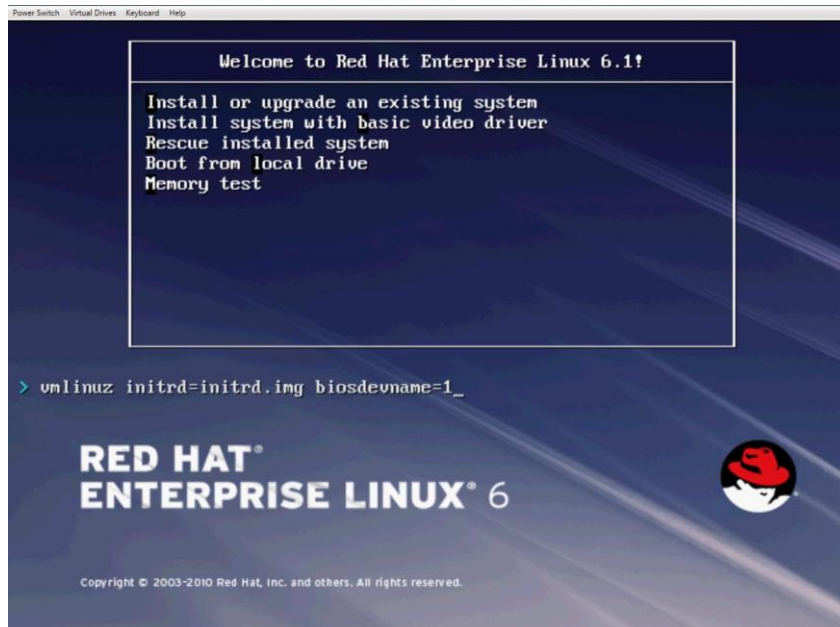 Power Switch Virtual Drives Keyboard Help
Welcome to Red Hat Enterprise Linux 6.1!
Install or upgrade an existing system
Install system with basic video driver
Rescue installed system
Boot from local drive
Memory test
> vmlinuz initrd=initrd.img biosdevname=1_
RED HAT®
ENTERPRISE LINUX® 6
Copyright © 2003-2010 Red Hat, Inc. and others. All rights reserved.